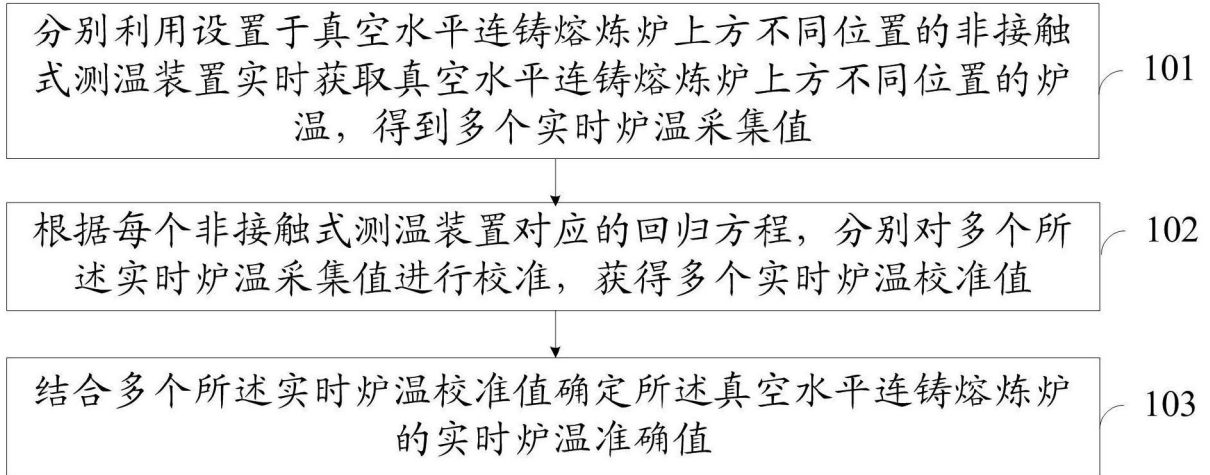 分别利用设置于真空水平连铸熔炼炉上方不同位置的非接触
式测温装置实时获取真空水平连铸熔炼炉上方不同位置的炉
温，得到多个实时炉温采集值
101
根据每个非接触式测温装置对应的回归方程，分别对多个所
述实时炉温采集值进行校准，获得多个实时炉温校准值
102
结合多个所述实时炉温校准值确定所述真空水平连铸熔炼炉
的实时炉温准确值
103